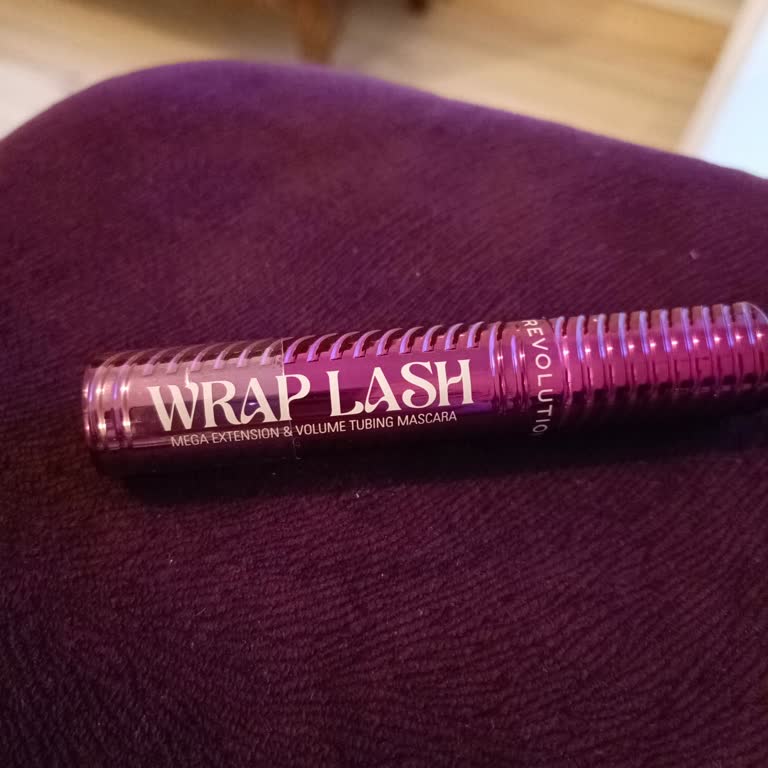 WRAP LASH
MEGA EXTENSION & VOLUME TUBING MASCARA
REVOLUTIO